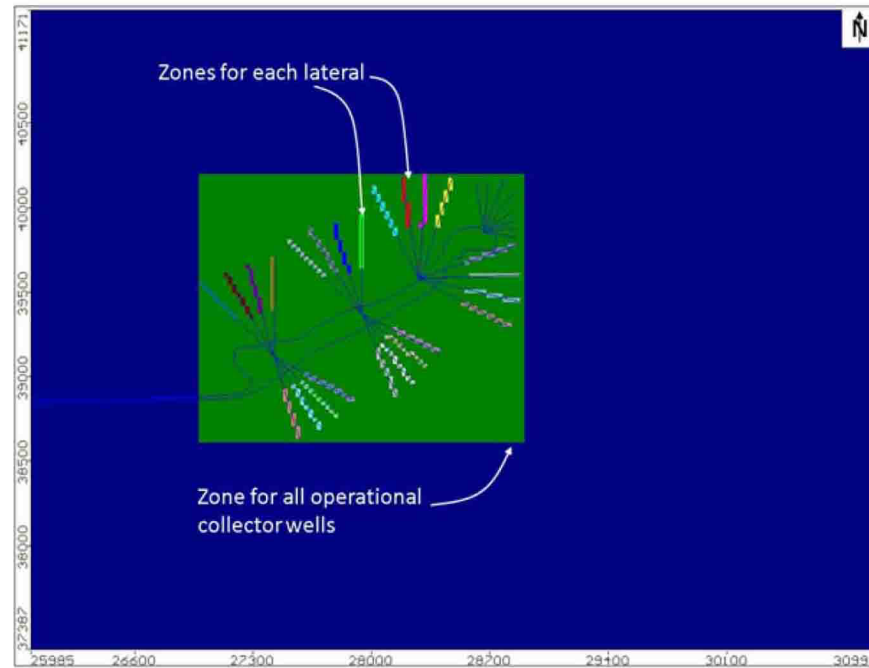 N
Zones for each lateral
Zone for all operational
collector wells
41171
40500
40000
39500
39000
38500
38000
37387
25985 26600 27300 28000 28700 29400 30100 3099